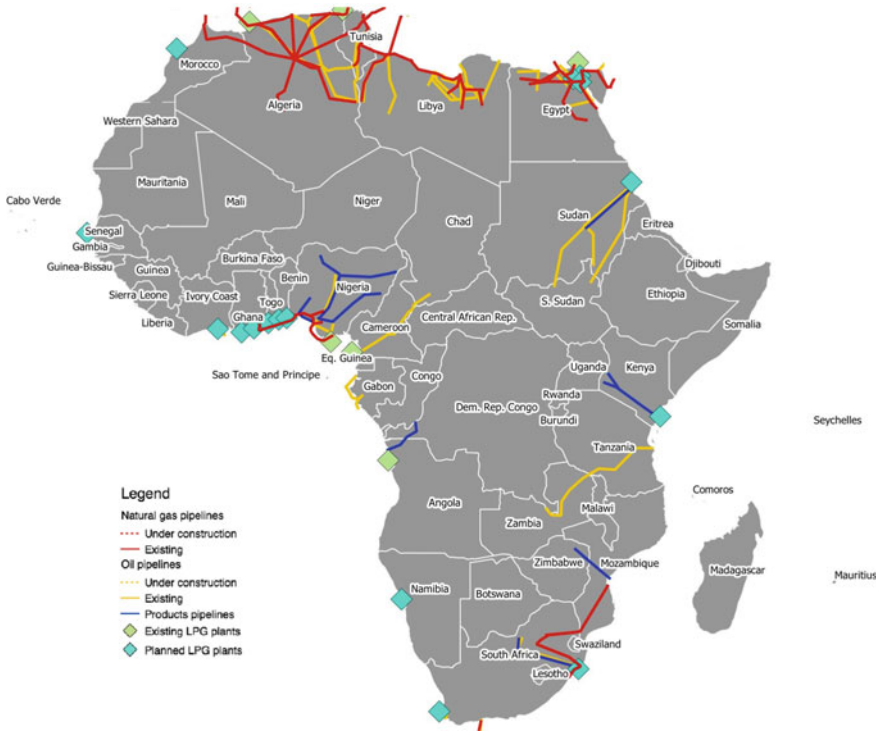 Tunisia
Morocco
Algeria
Libya
Egypt
Western Sahara
Mauritania
Mali
Niger
Chad
Sudan
Eritrea
Cabo Verde
Senegal
Gambia
Guinea-Bissau
Guinea
Burkina Faso
Benin
Nigeria
Djibouti
Sierra Leone
Ivory Coast
Togo
Ghana
Liberia
Cameroon
Central African Rep.
S. Sudan
Ethiopia
Somalia
Eq. Guinea
Sao Tome and Principe
Gabon
Congo
Uganda
Kenya
Dem. Rep. Congo
Rwanda
Burundi
Seychelles
Tanzania
Angola
Zambia
Malawi
Comoros
Zimbabwe
Mozambique
Madagascar
Mauritius
Namibia
Botswana
South Africa
Swaziland
Lesotho
Legend
Natural gas pipelines
Under construction
Existing
Oil pipelines
Under construction
Existing
Products pipelines
Existing LPG plants
Planned LPG plants